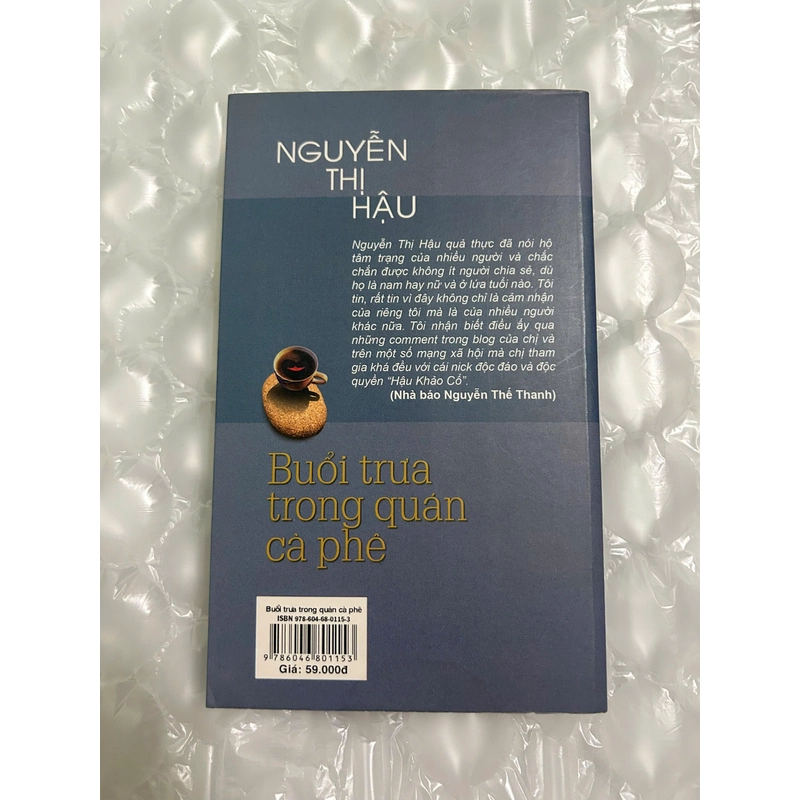 NGUYỄN
THỊ
HẬU
Nguyễn Thị Hậu quả thực đã nói hộ
tâm trạng của nhiều người và chắc
chắn được không ít người chia sẻ, dù
họ là nam hay nữ và ở lứa tuổi nào. Tôi
tin, rất tin vì đây không chỉ là cảm nhận
của riêng tôi mà là của nhiều người
khác nữa. Tôi nhận biết điều ấy qua
những comment trong blog của chị và
trên một số mạng xã hội mà chị tham
gia khá đều với cái nick độc đáo và độc
quyền “Hậu Khảo Cổ”.
(Nhà báo Nguyễn Thế Thanh)
Buổi trưa
trong quán
cà phê
Buổi trưa trong quán cà phê
ISBN 978-604-68-0115-3
9 786046 801153
Giá: 59.000đ